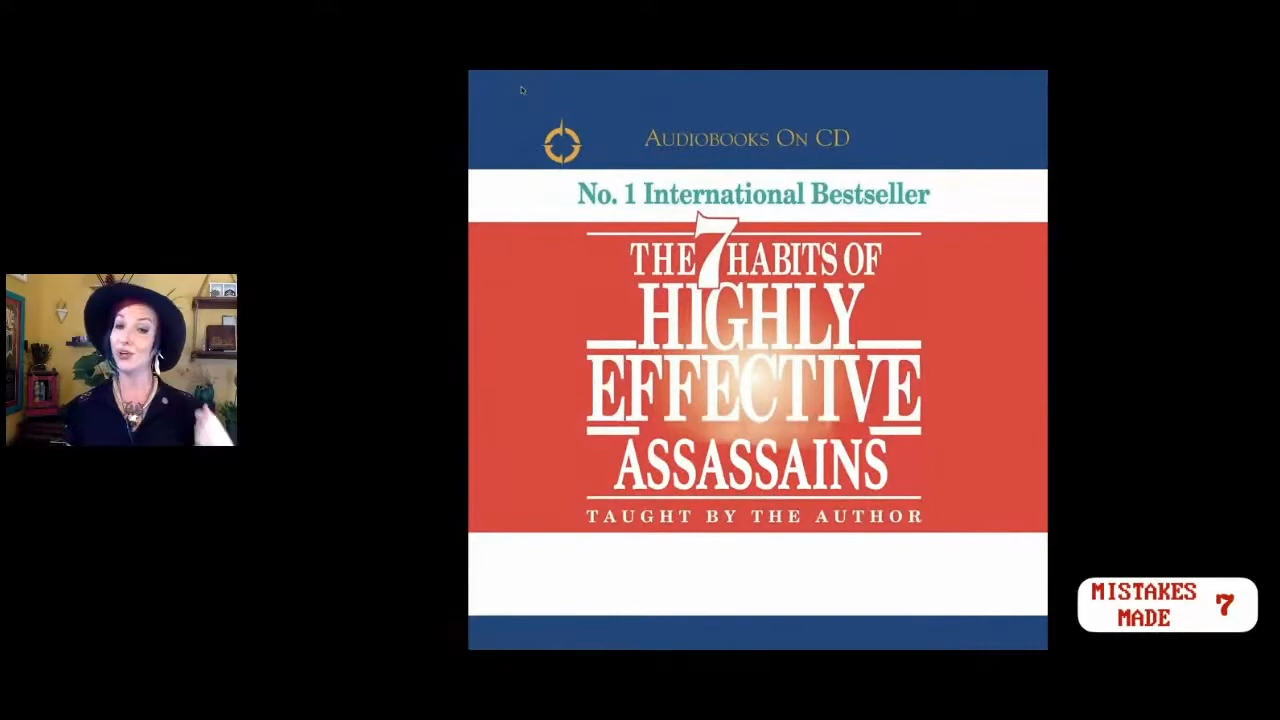 AUDIOBOOKS ON CD
No. 1 International Bestseller
THE 7 HABITS OF
HIGHLY
EFFECTIVE
ASSASSAINS
TAUGHT BY THE AUTHOR
MISTAKES
MADE 7